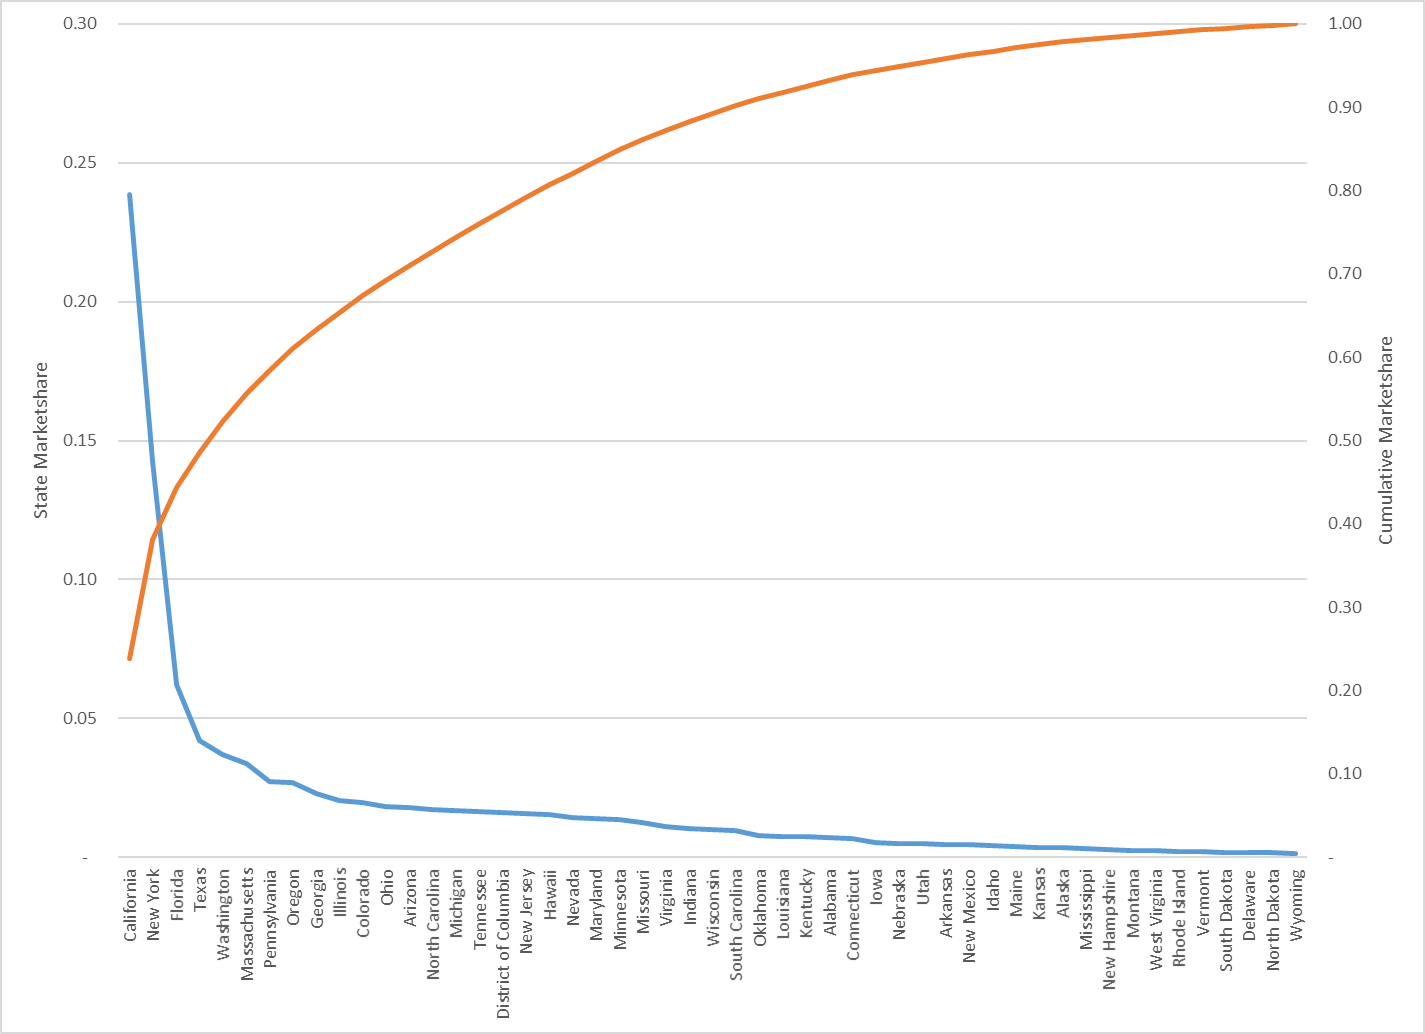 0.30
0.25
0.20
0.15
0.10
0.05
-
State Marketshare
1.00
0.90
0.80
0.70
0.60
0.50
0.40
0.30
0.20
0.10
-
Cumulative Marketshare
California
New York
Florida
Texas
Washington
Massachusetts
Pennsylvania
Oregon
Georgia
Illinois
Colorado
Ohio
Arizona
North Carolina
Michigan
Tennessee
District of Columbia
New Jersey
Hawaii
Nevada
Maryland
Minnesota
Missouri
Virginia
Indiana
Wisconsin
South Carolina
Oklahoma
Louisiana
Kentucky
Alabama
Connecticut
Iowa
Nebraska
Utah
Arkansas
New Mexico
Idaho
Maine
Kansas
Alaska
Mississippi
New Hampshire
Montana
West Virginia
Rhode Island
Vermont
South Dakota
Delaware
North Dakota
Wyoming